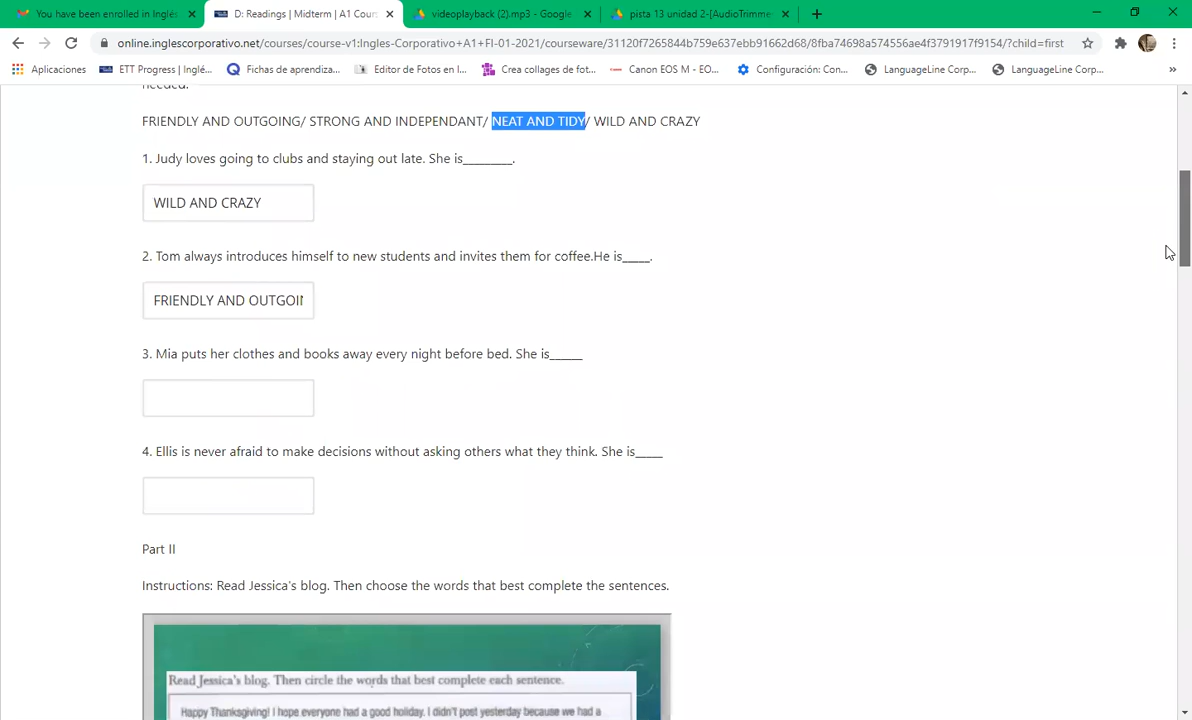 You have been enrolled in Inglés
D: Readings | Midterm | A1 Cour
videoplayback (2).mp3 - Google
pista 13 unidad 2-[AudioTrimme
online.inglescorporativo.net/courses/course-v1:Ingles-Corporativo+A1+FI-01-2021/courseware/31120f7265844b759e637ebb91662d68/8fba74698a574556ae4f3791917f9154/?child=first
Aplicaciones
ETT Progress | Inglé...
Fichas de aprendiza...
Editor de Fotos en l...
Crea collages de fot...
Canon EOS M - EO...
Configuración: Con...
LanguageLine Corp...
LanguageLine Corp...
needed.
FRIENDLY AND OUTGOING/ STRONG AND INDEPENDANT/ NEAT AND TIDY/ WILD AND CRAZY
1. Judy loves going to clubs and staying out late. She is_________.
WILD AND CRAZY
2. Tom always introduces himself to new students and invites them for coffee.He is_____.
FRIENDLY AND OUTGOIN
3. Mia puts her clothes and books away every night before bed. She is______
4. Ellis is never afraid to make decisions without asking others what they think. She is_____
Part II
Instructions: Read Jessica's blog. Then choose the words that best complete the sentences.
Read Jessica's blog. Then circle the words that best complete each sentence.
Happy Thanksgiving! I hope everyone had a good holiday. I didn't post yesterday because we had a